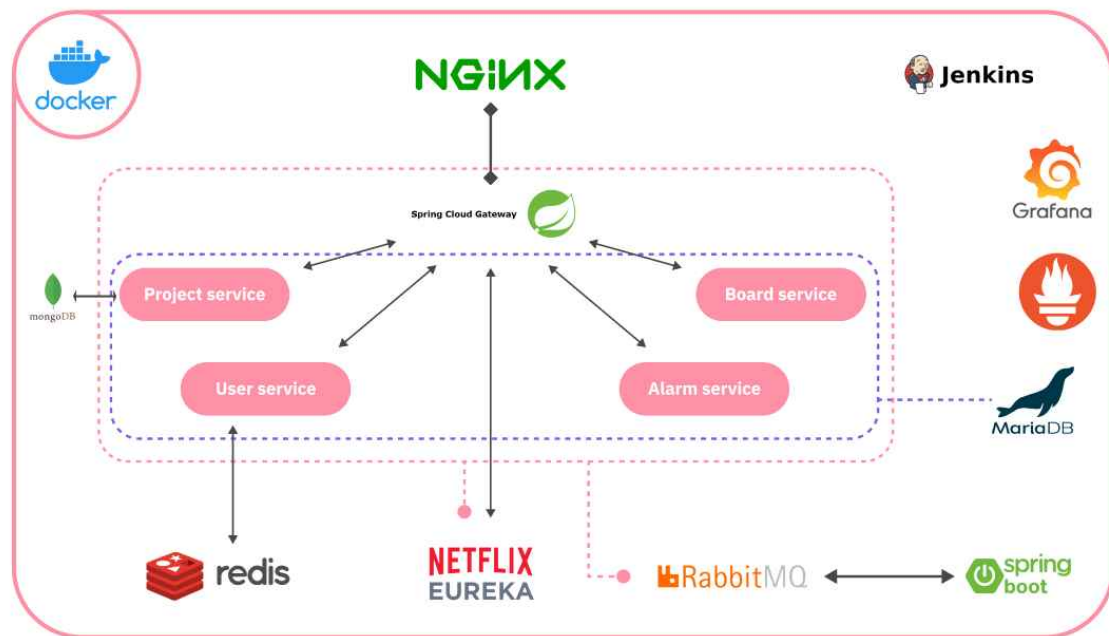 docker
NGINX
Jenkins
Grafana
Spring Cloud Gateway
Project service
Board service
mongoDB
User service
Alarm service
MariaDB
redis
NETFLIX
EUREKA
RabbitMQ
spring
boot